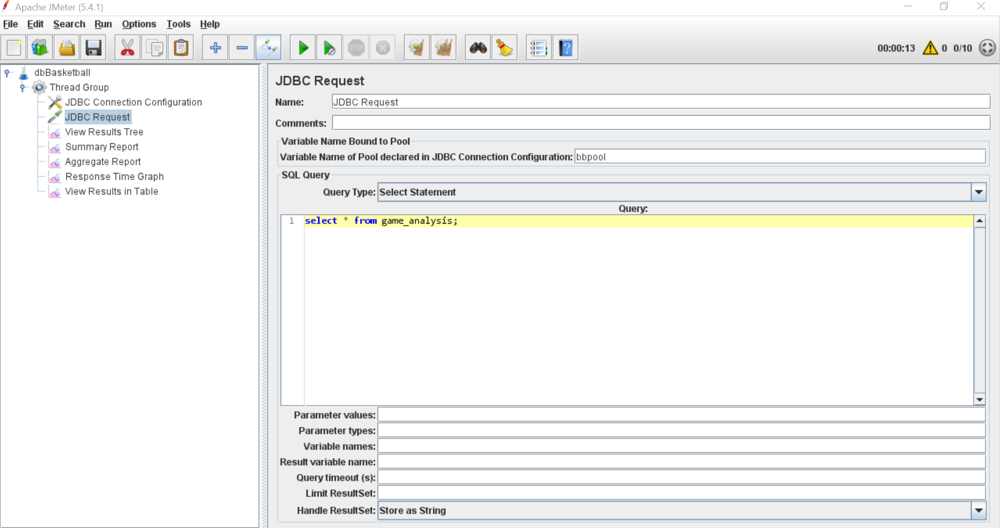 Apache JMeter (5.4.1)
File Edit Search Run Options Tools Help
STOP
00:00:13 0 0/10
dbBasketball
Thread Group
JDBC Connection Configuration
JDBC Request
View Results Tree
Summary Report
Aggregate Report
Response Time Graph
View Results in Table
JDBC Request
Name: JDBC Request
Comments:
Variable Name Bound to Pool
Variable Name of Pool declared in JDBC Connection Configuration: bbpool
SQL Query
Query Type: Select Statement
Query:
1 select * from game_analysis;
Parameter values:
Parameter types:
Variable names:
Result variable name:
Query timeout (s):
Limit ResultSet:
Handle ResultSet: Store as String